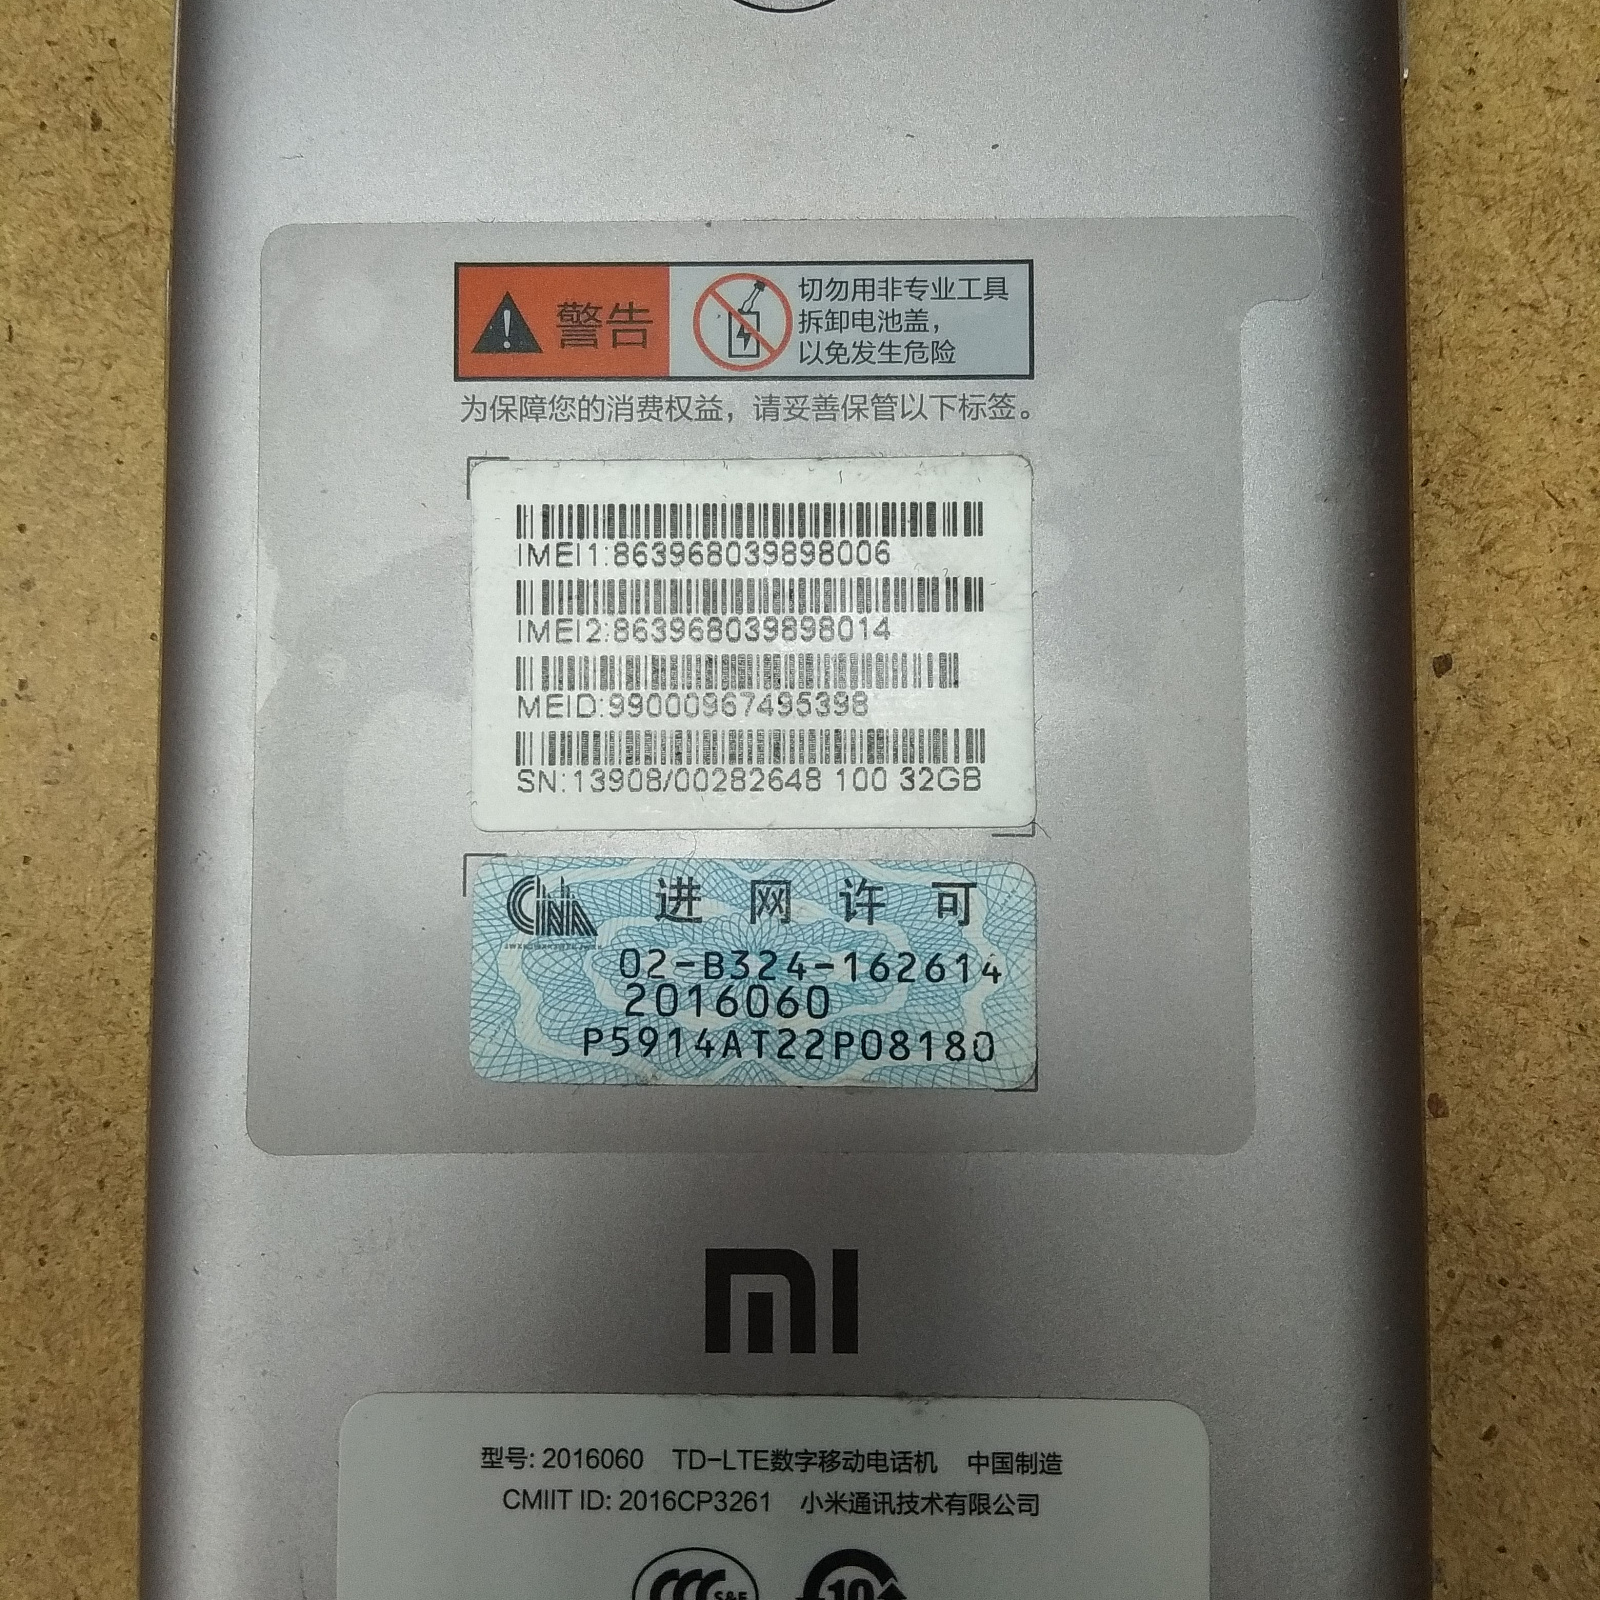 警告
切勿用非专业工具
拆卸电池盖，
以免发生危险
为保障您的消费权益，请妥善保管以下标签。
IMEI1:863968039898006
IMEI2:863968039898014
MEID:99000967495398
SN:13908/00282648 100 32GB
进网许可
02-B324-162614
2016060
P5914AT22P08180
MI
型号: 2016060 TD-LTE数字移动电话机 中国制造
CMIIT ID: 2016CP3261 小米通讯技术有限公司
CCC S&E
10